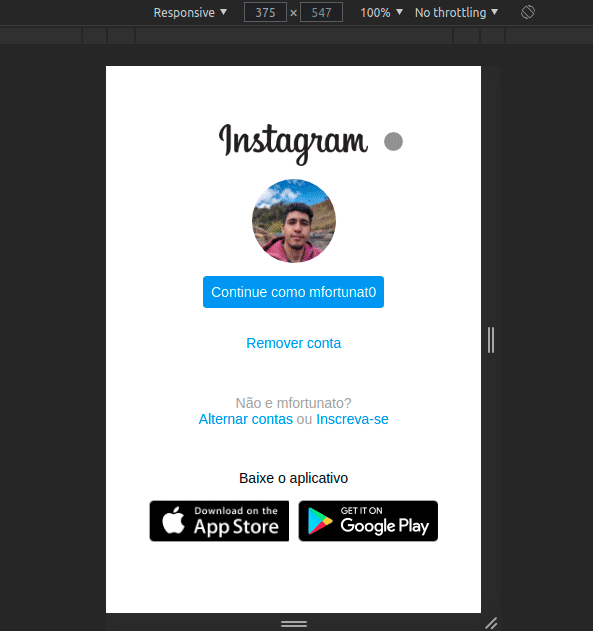 Responsive 375 × 547 100% No throttling
Instagram
Continue como mfortunat0
Remover conta
Não e mfortunato?
Alternar contas ou Inscreva-se
Baixe o aplicativo
Download on the
App Store
GET IT ON
Google Play